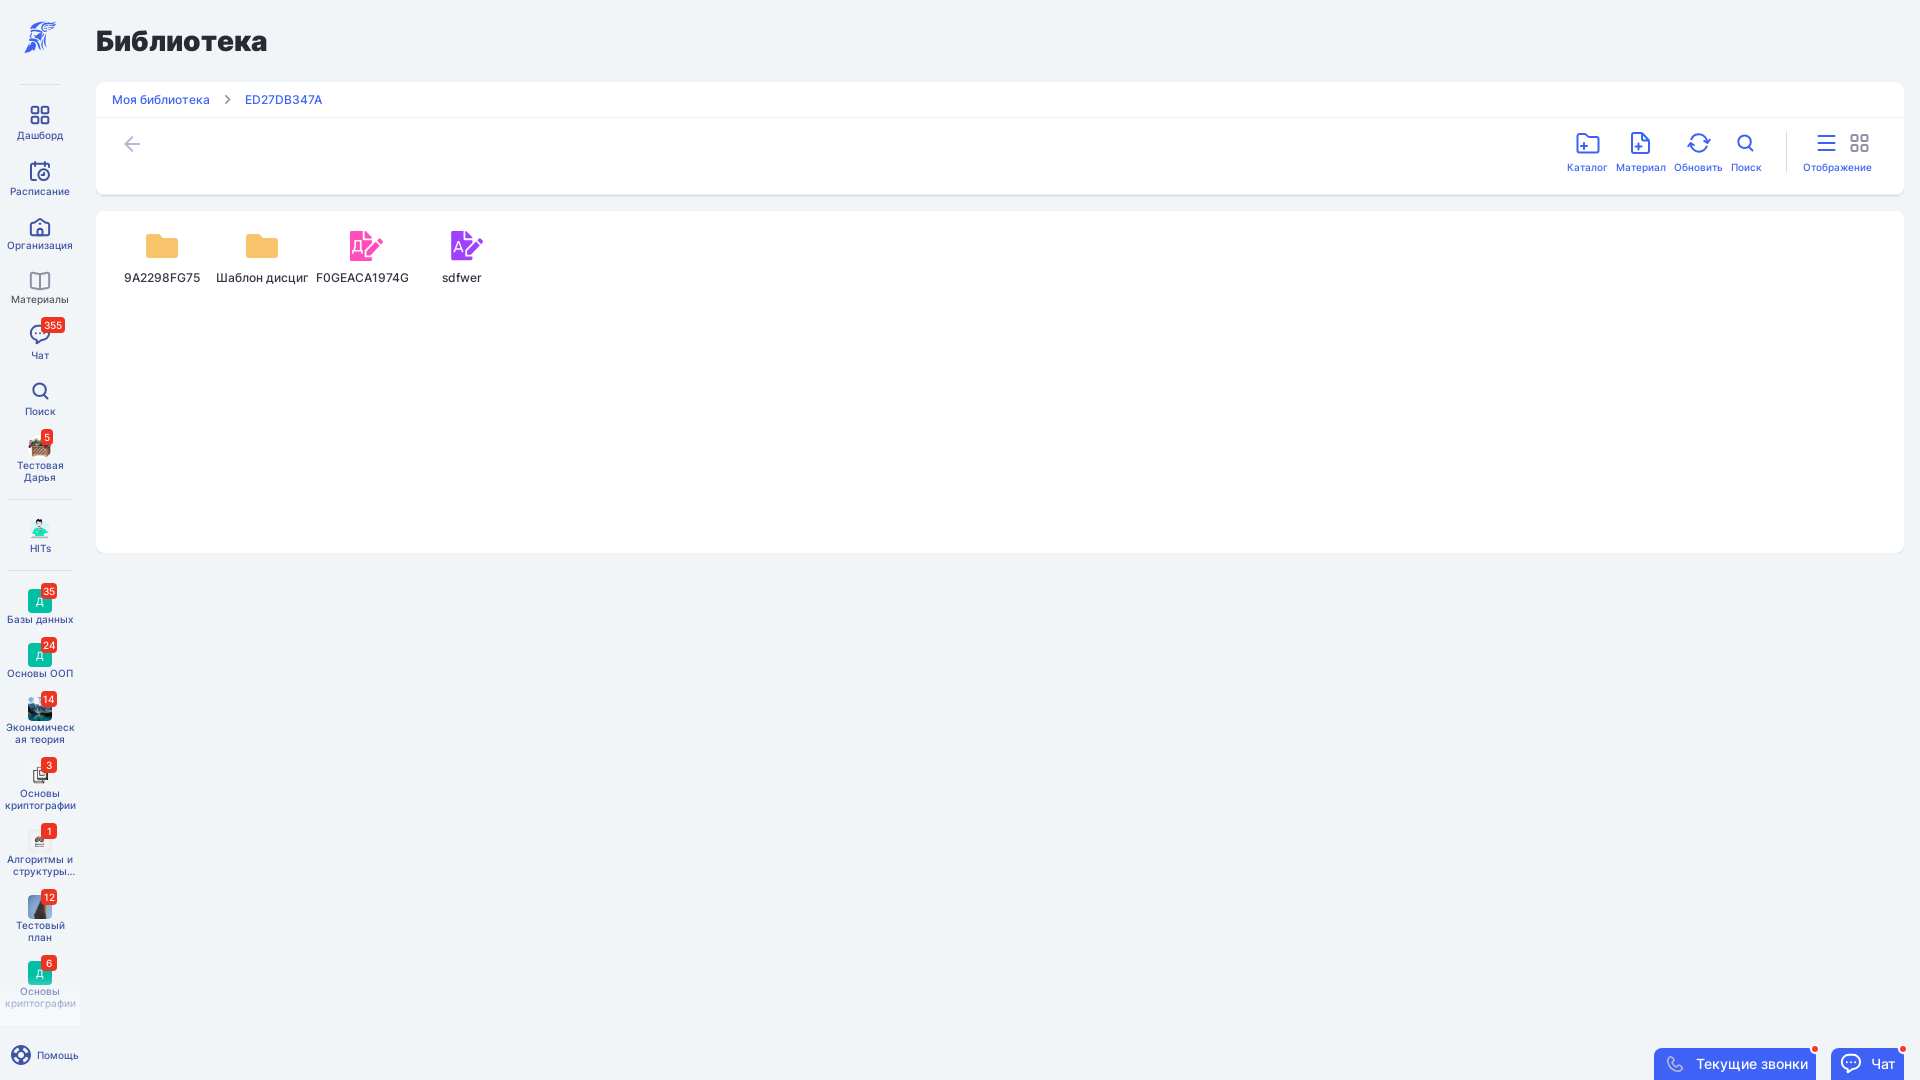 Библиотека
Моя библиотека
ED27DB347A
Каталог
Материал
Обновить
Поиск
Отображение
9A2298FG75
Шаблон дисциг
F0GEACA1974G
sdfwer
Дашборд
Расписание
Организация
Материалы
355
Чат
Поиск
5
Тестовая
Дарья
HITs
35
Д
Базы данных
24
Д
Основы ООП
14
Экономическ
ая теория
3
Основы
криптографии
1
Алгоритмы и
структуры...
12
Тестовый
план
6
Д
Основы
криптографии
Помощь
Текущие звонки
Чат